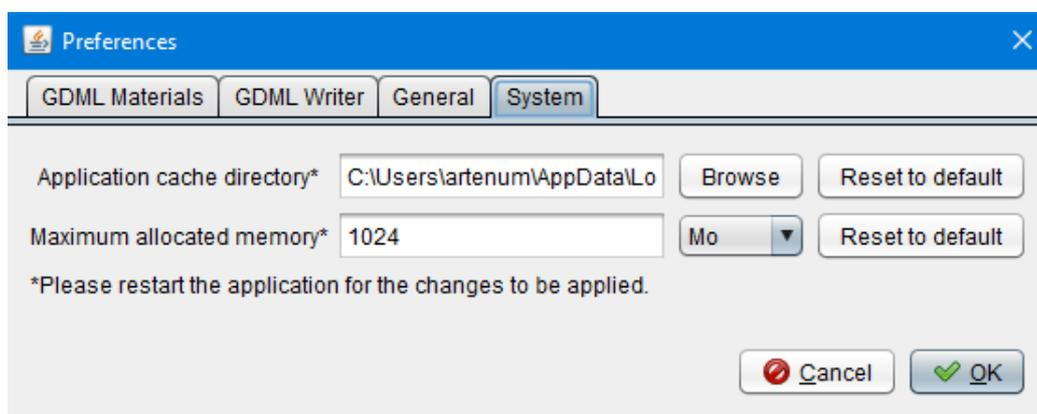 Preferences
GDML Materials GDML Writer General System
Application cache directory* C:\Users\artenum\AppData\Lo Browse Reset to default
Maximum allocated memory* 1024 Mo Reset to default
*Please restart the application for the changes to be applied.
Cancel OK